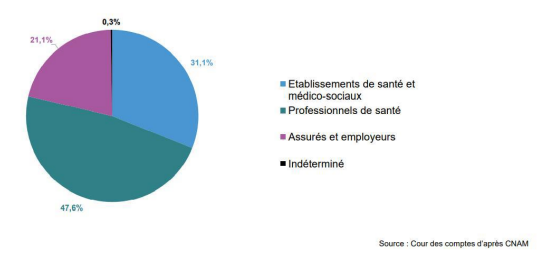 0,3%
21,1%
31,1%
Etablissements de santé et
médico-sociaux
Professionnels de santé
Assurés et employeurs
Indéterminé
47,6%
Source : Cour des comptes d'après CNAM